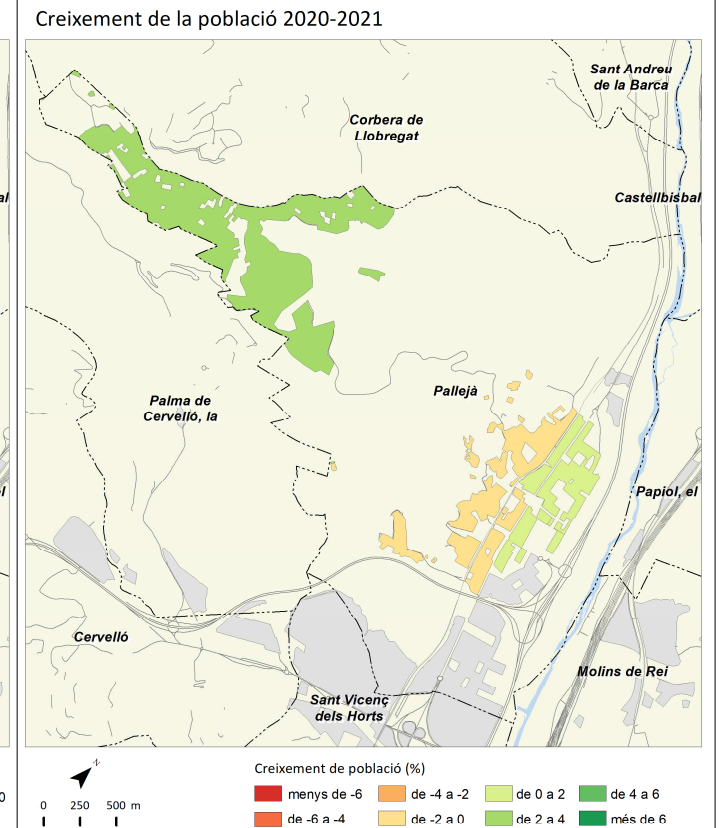 Creixement de la població 2020-2021
Sant Andreu
de la Barca
Corbera de
Llobregat
Castellbisbal
al
Pallejà
Palma de
Cervelló, la
Papiol, el
l
Cervelló
Molins de Rei
Sant Vicenç
dels Horts
N
Creixement de població (%)
menys de -6 de -4 a -2 de 0 a 2 de 4 a 6
0 0 250 500 m
de -6 a -4 de -2 a 0 de 2 a 4 més de 6